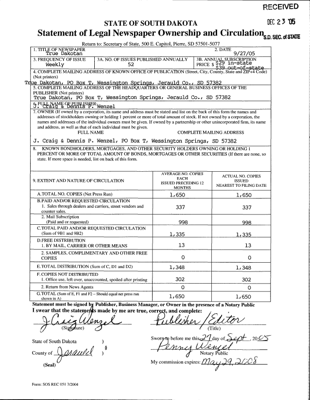 RECEIVED
DEC 23 '05
S.D. SEC. of STATE
STATE OF SOUTH DAKOTA
Statement of Legal Newspaper Ownership and Circulation
Return to Secretary of State, 500 E. Capitol, Pierre, SD 57501-5077
1. TITLE OF NEWSPAPER
True Dakotan
2. DATE
9/27/05
3. FREQUENCY OF ISSUE
Weekly
3A. NO. OF ISSUES PUBLISHED ANNUALLY
52
3B. ANNUAL SUBSCRIPTION
PRICE $ $29 in-state
$39 out-of-state
4. COMPLETE MAILING ADDRESS OF KNOWN OFFICE OF PUBLICATION (Street, City, County, State and ZIP+4 Code)
(Not printers)
True Dakotan, PO Box T, Wessington Springs, Jerauld Co., SD 57382
5. COMPLETE MAILING ADDRESS OF THE HEADQUARTERS OR GENERAL BUSINESS OFFICES OF THE
PUBLISHER (Not printers)
True Dakotan, PO Box T, Wessington Springs, Jerauld Co., SD 57382
6. FULL NAME OF PUBLISHER:
J. Craig Wenzel
7. OWNER (If owned by a corporation, its name and address must be stated and list on the back of this form the names and
addresses of stockholders owning or holding 1 percent or more of total amount of stock. If not owned by a corporation, the
names and addresses of the individual owners must be given. If owned by a partnership or other unincorporated firm, its name
and address, as well as that of each individual must be given.
FULL NAME
COMPLETE MAILING ADDRESS
J. Craig & Dennis P. Wenzel, PO Box T, Wessington Springs, SD 57382
8. KNOWN BONDHOLDERS, MORTGAGES, AND OTHER SECURITY HOLDERS OWNING OR HOLDING 1
PERCENT OR MORE OF TOTAL AMOUNT OF BONDS, MORTGAGES OR OTHER SECURITIES (If there are none, so
state. If more space is needed, list on back of this form.
9. EXTENT AND NATURE OF CIRCULATION
AVERAGE NO. COPIES
EACH
ISSUED PRECEDING 12
MONTHS
ACTUAL NO. COPIES
ISSUED
NEAREST TO FILING DATE
A. TOTAL NO. COPIES (Net Press Run)
1,650
1,650
B. PAID AND/OR REQUESTED CIRCULATION
1. Sales through dealers and carriers, street vendors and
counter sales.
337
337
2. Mail Subscription
(Paid and or requested)
998
998
C. TOTAL PAID AND/OR REQUESTED CIRCULATION
(Sum of 9B1 and 9B2)
1,335
1,335
D. FREE DISTRIBUTION
1. BY MAIL, CARRIER OR OTHER MEANS
13
13
2. SAMPLES, COMPLIMENTARY AND OTHER FREE
COPIES
0
0
E. TOTAL DISTRIBUTION (Sum of C, D1 and D2)
1,348
1,348
F. COPIES NOT DISTRIBUTED
1. Office use, left over, unaccounted, spoiled after printing
302
302
2. Return from News Agents
0
0
G. TOTAL (Sum of E, F1 and F2 – Should equal net press run
shown in A)
1,650
1,650
Statement must be signed by Publisher, Business Manager, or Owner in the presence of a Notary Public
I swear that the statements made by me are true, correct, and complete:
J Craig Wenzel
Publisher/Editor
(Signature)
(Title)
State of South Dakota )
Sworn to before me this 27 day of Sept 2005
County of Jerauld )
Penny Wenzel
Notary Public
(Seal)
My commission expires: May 29, 2008
Form: SOS REC 051 5/2004